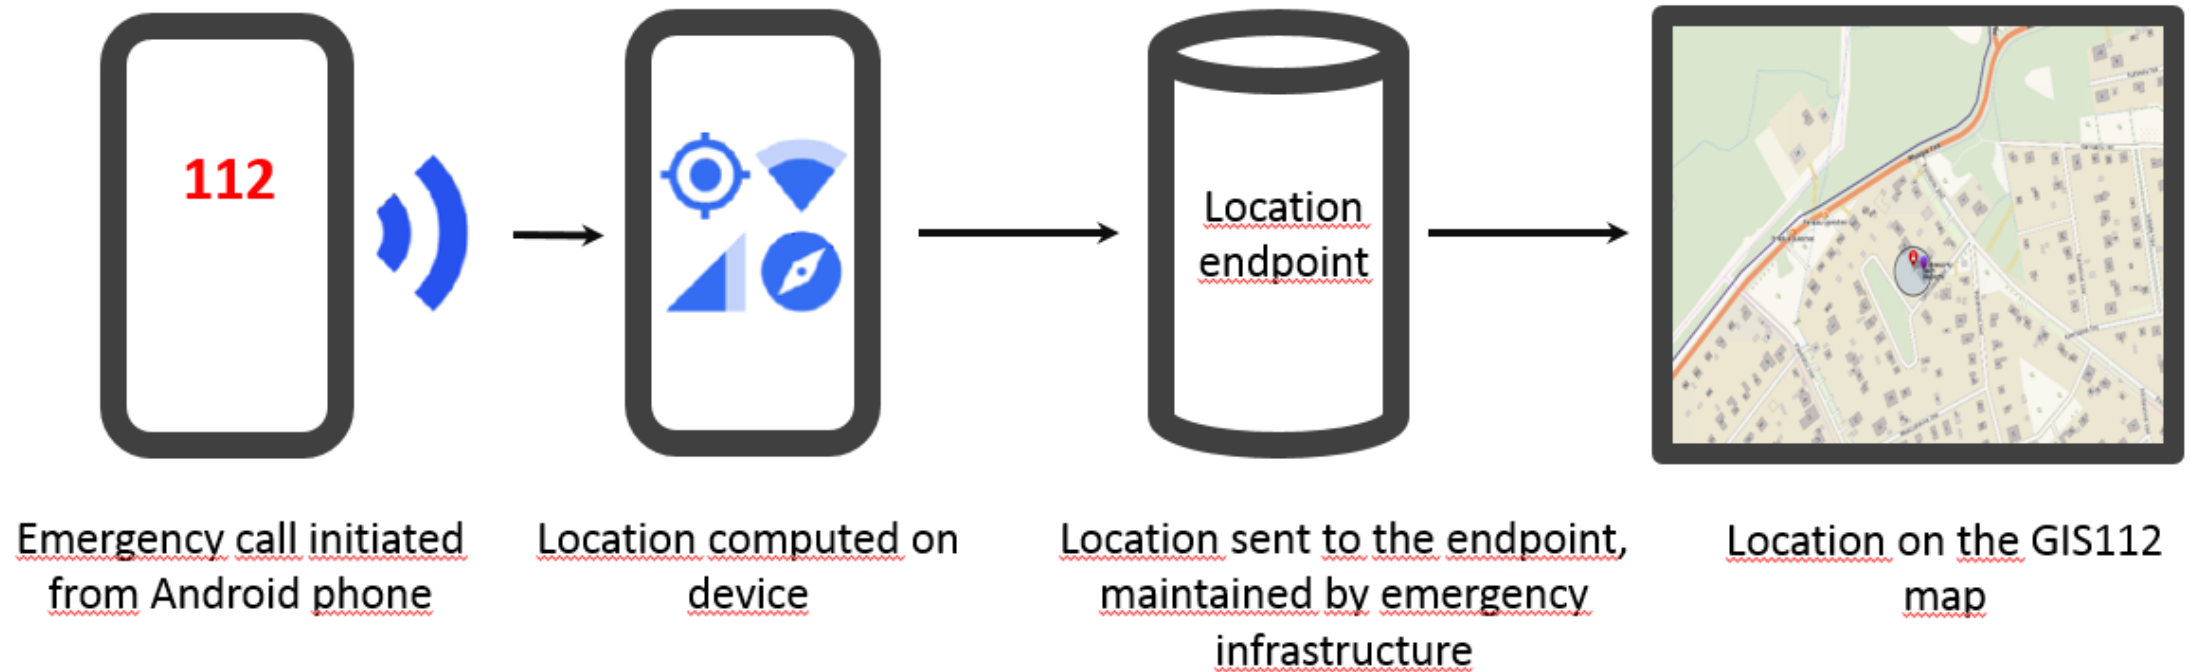 112
Location
endpoint
Emergency call initiated
from Android phone
Location computed on
device
Location sent to the endpoint,
maintained by emergency
infrastructure
Location on the GIS112
map